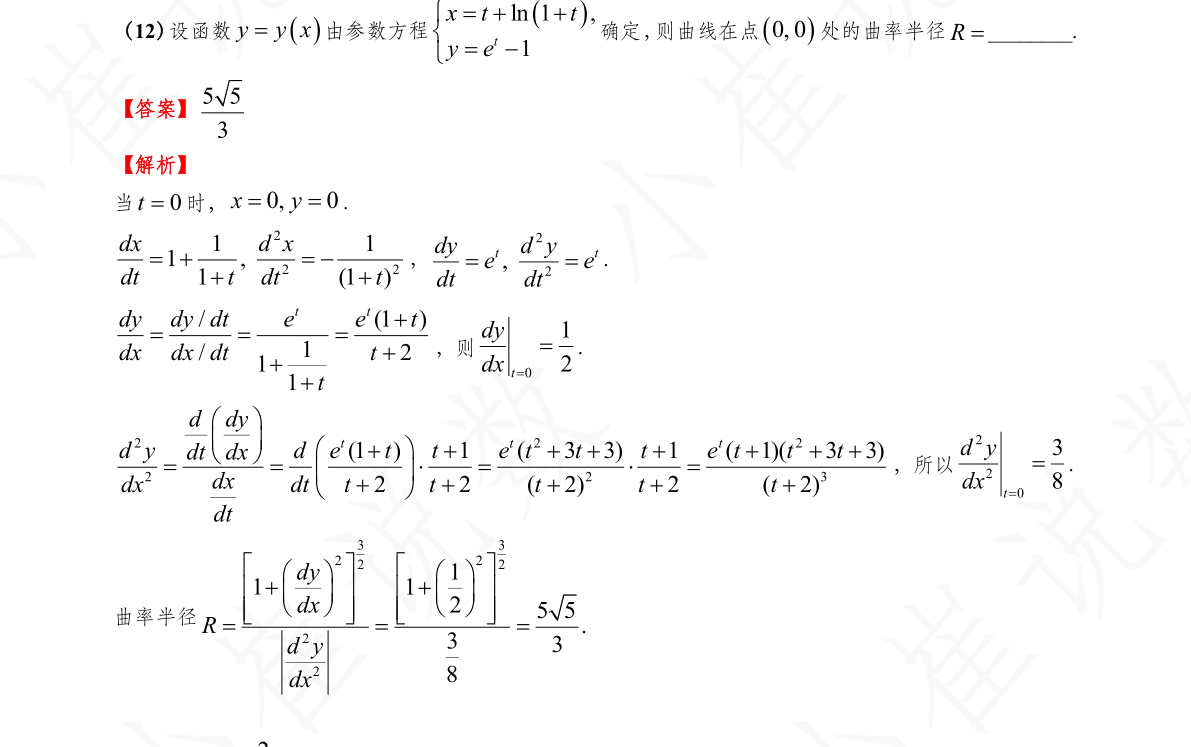 (12) 设函数 y = y(x) 由参数方程 { x = t + ln(1+t), y = e^t − 1 确定,则曲线在点(0, 0)处的曲率半径 R = ________.
【答案】 5√5/3
【解析】
当 t = 0 时, x = 0, y = 0 .
dx/dt = 1 + 1/(1+t), d²x/dt² = − 1/(1+t)² , dy/dt = e^t, d²y/dt² = e^t .
dy/dx = (dy / dt)/(dx / dt) = e^t/(1 + 1/(1+t)) = e^t(1+t)/(t+2) ,则 dy/dx|_{t=0} = 1/2 .
d²y/dx² = (d/dt (dy/dx))/(dx/dt) = d/dt (e^t(1+t)/(t+2)) · (t+1)/(t+2) = e^t(t²+3t+3)/(t+2)² · (t+1)/(t+2) = e^t(t+1)(t²+3t+3)/(t+2)³ ,所以 d²y/dx²|_{t=0} = 3/8 .
曲率半径 R = [1+(dy/dx)²]^{3/2} / |d²y/dx²| = [1+(1/2)²]^{3/2} / (3/8) = 5√5/3 .
小崔说数